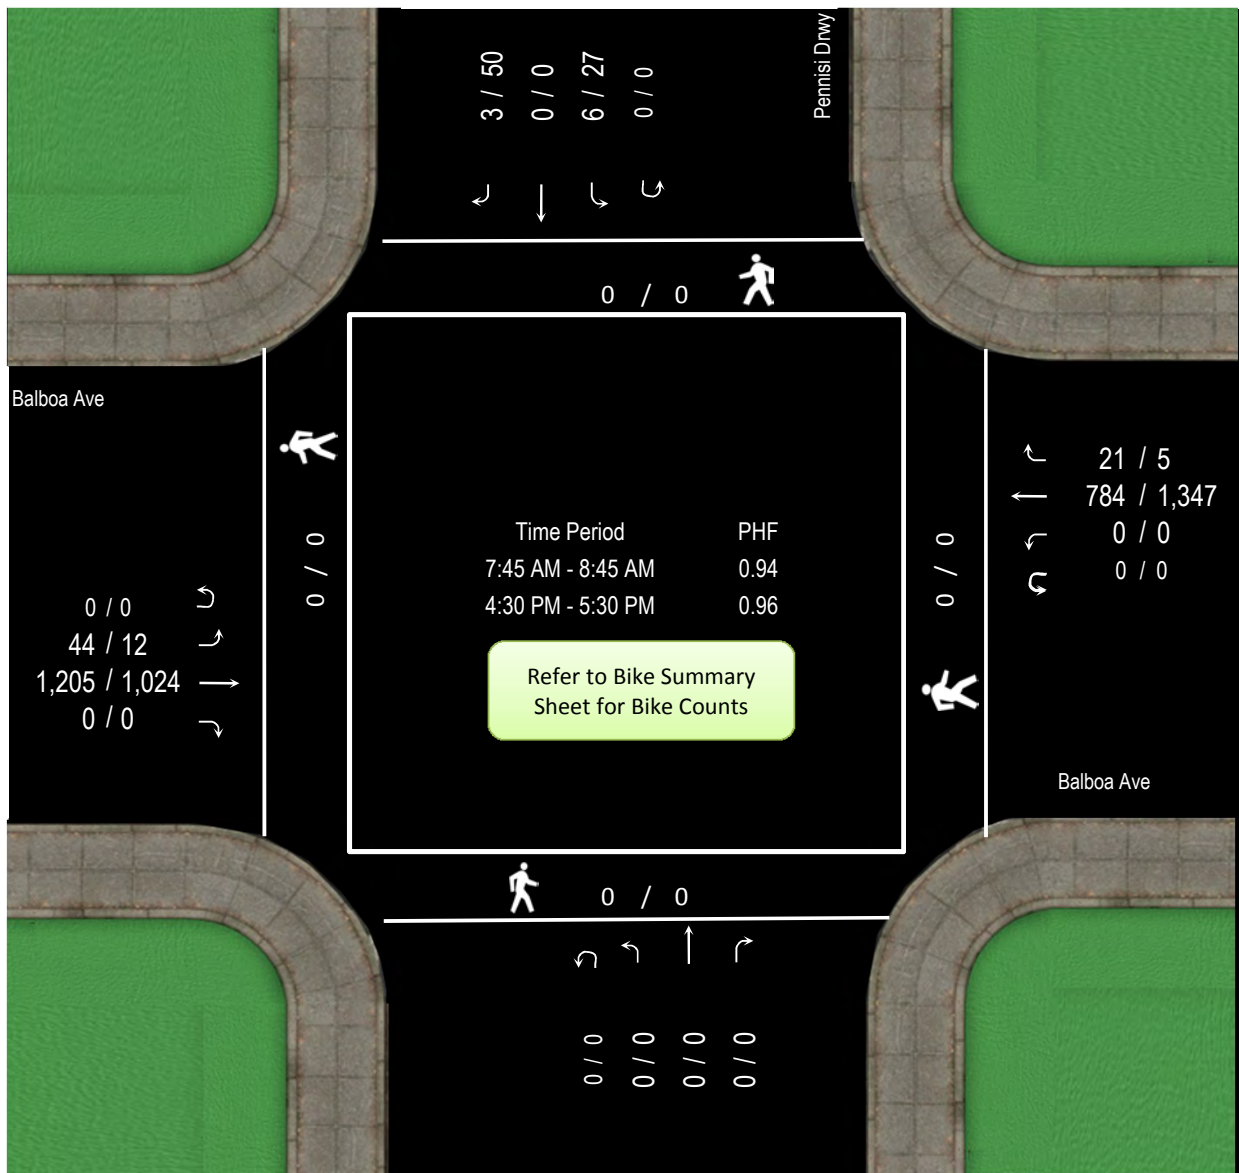 Pennisi Drwy
3 / 50
0 / 0
6 / 27
0 / 0
0 / 0
Balboa Ave
0 / 0
0 / 0
44 / 12
1,205 / 1,024
0 / 0
Time Period PHF
7:45 AM - 8:45 AM 0.94
4:30 PM - 5:30 PM 0.96
Refer to Bike Summary
Sheet for Bike Counts
0 / 0
21 / 5
784 / 1,347
0 / 0
0 / 0
Balboa Ave
0 / 0
0 / 0
0 / 0
0 / 0
0 / 0